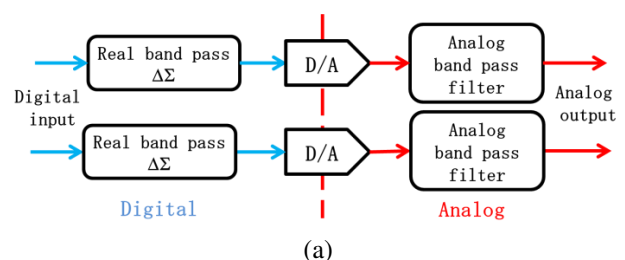 Real band pass
ΔΣ
D/A
Analog
band pass
filter
Digital
input
Analog
output
Real band pass
ΔΣ
D/A
Analog
band pass
filter
Digital
Analog
(a)